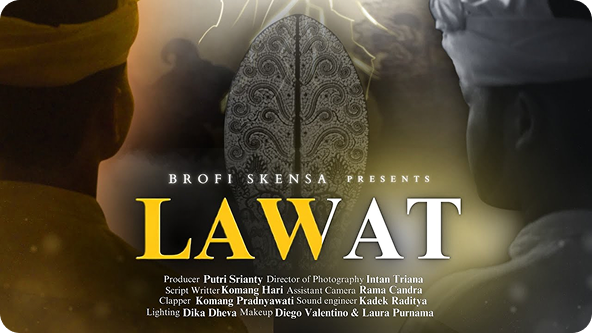 BROFI SKENSA PRESENTS
LAWAT
Producer Putri Srianty Director of Photography Intan Triana
Script Writter Komang Hari Assistant Camera Rama Candra
Clapper Komang Pradnyawati Sound engineer Kadek Raditya
Lighting Dika Dheva Makeup Diego Valentino & Laura Purnama